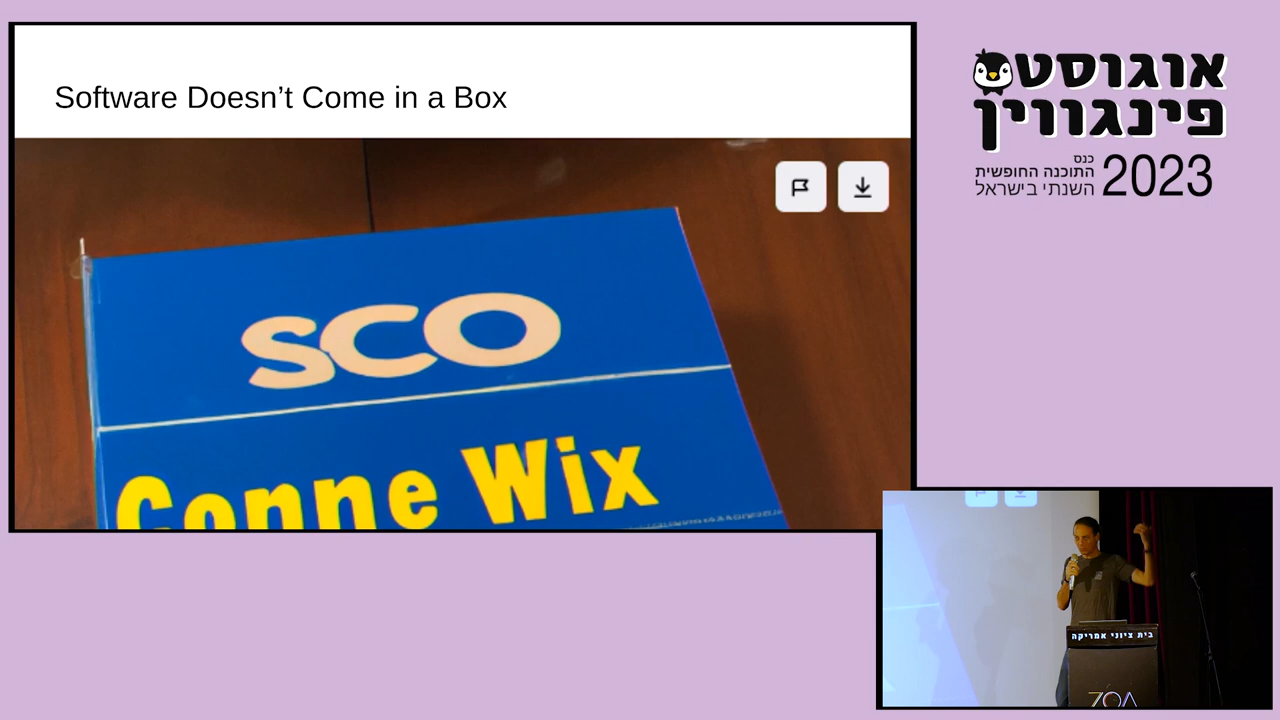 Software Doesn’t Come in a Box
SCO
Conne Wix
אוגוסט
פינגווין
כנס
התוכנה החופשית
השנתי בישראל
2023
בית ציוני אמריקה
ZOA